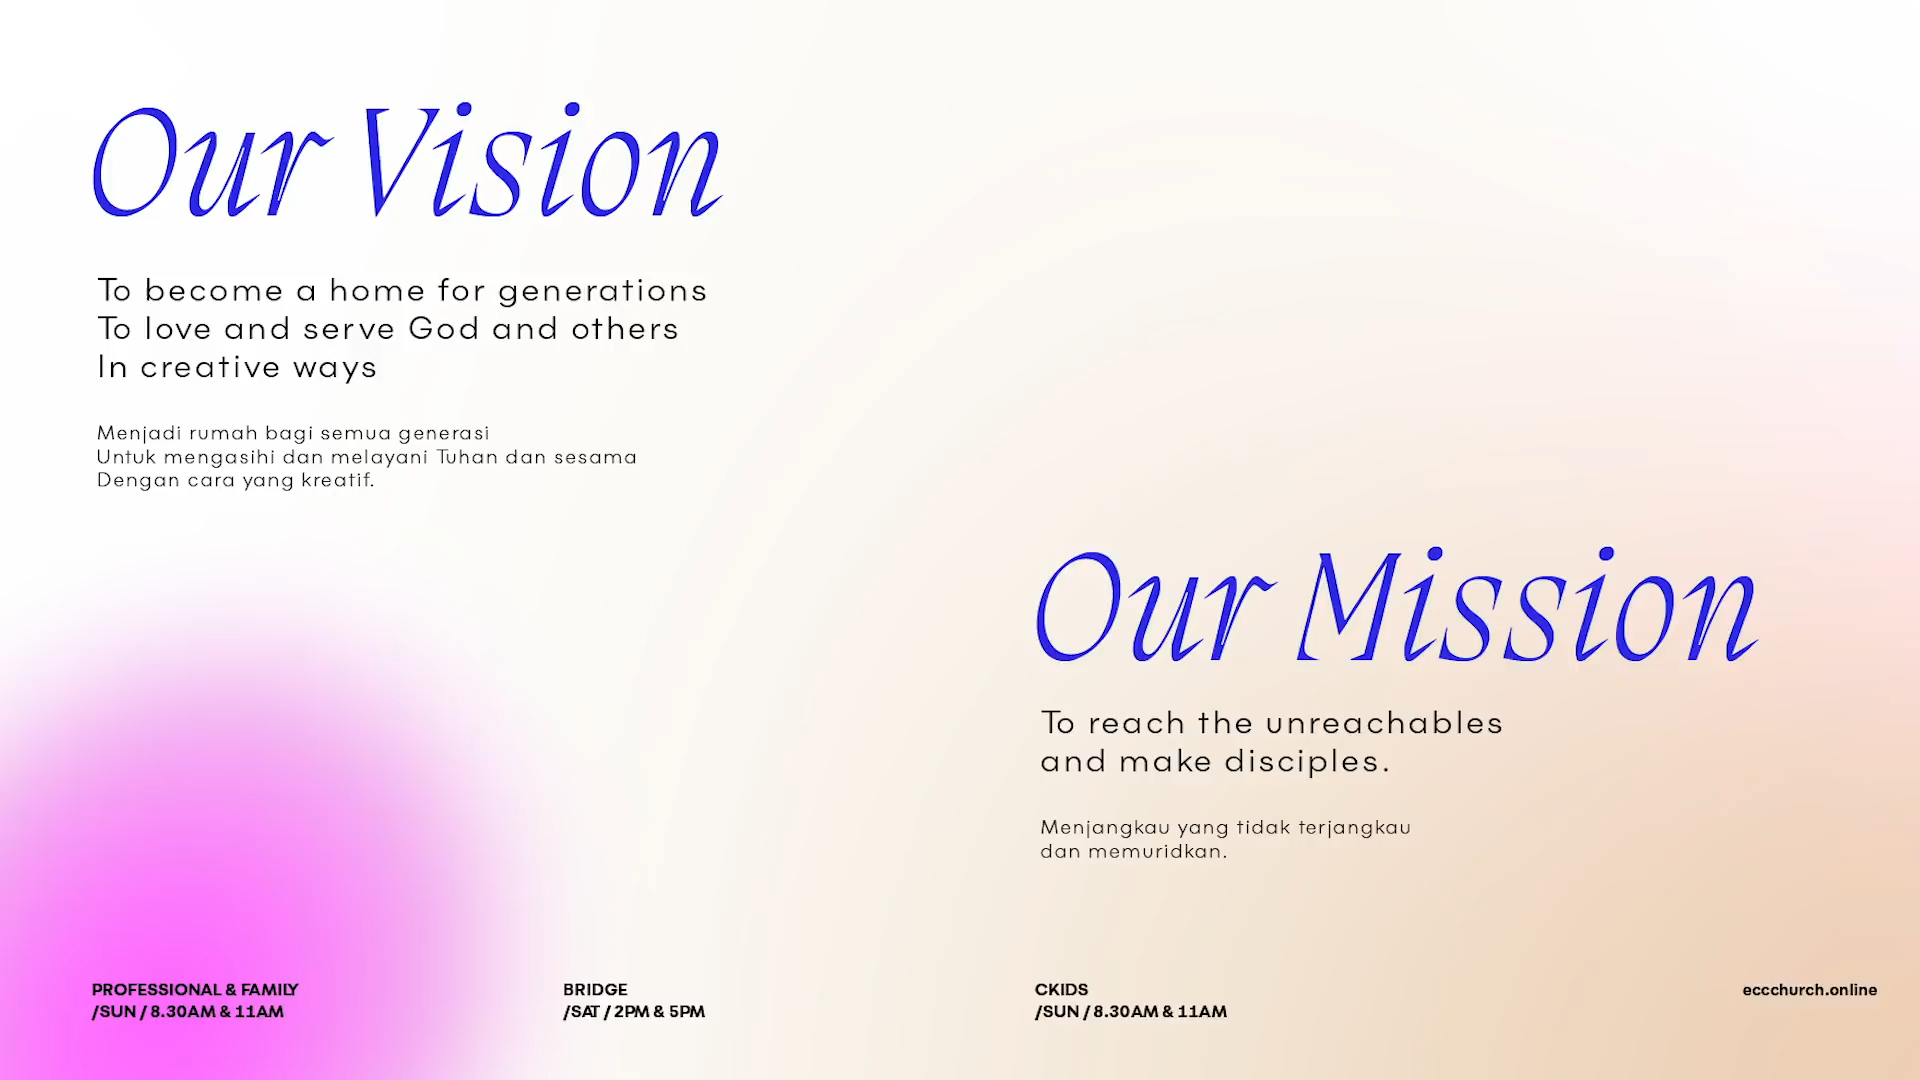 Our Vision
To become a home for generations
To love and serve God and others
In creative ways
Menjadi rumah bagi semua generasi
Untuk mengasihi dan melayani Tuhan dan sesama
Dengan cara yang kreatif.
Our Mission
To reach the unreachables
and make disciples.
Menjangkau yang tidak terjangkau
dan memuridkan.
PROFESSIONAL & FAMILY
/SUN / 8.30AM & 11AM
BRIDGE
/SAT / 2PM & 5PM
CKIDS
/SUN / 8.30AM & 11AM
eccchurch.online